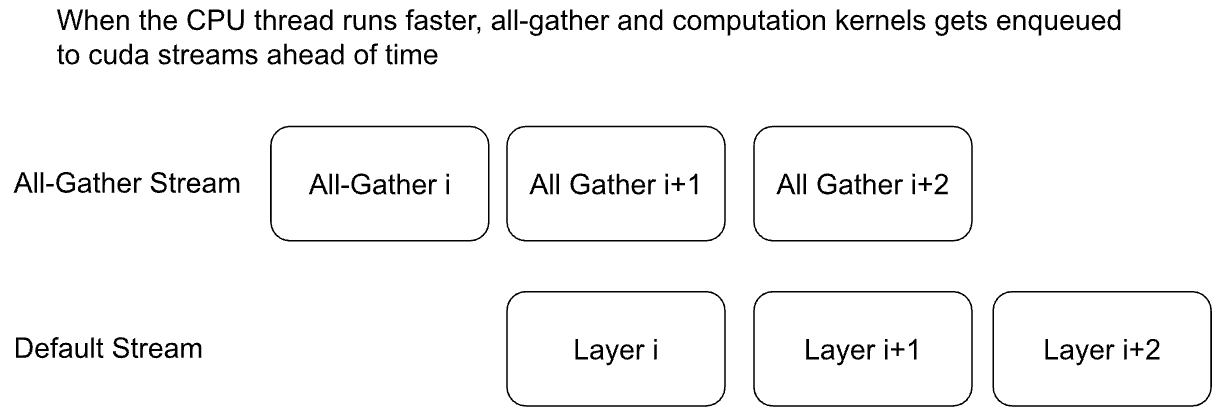 When the CPU thread runs faster, all-gather and computation kernels gets enqueued
to cuda streams ahead of time
All-Gather Stream
All-Gather i
All Gather i+1
All Gather i+2
Default Stream
Layer i
Layer i+1
Layer i+2